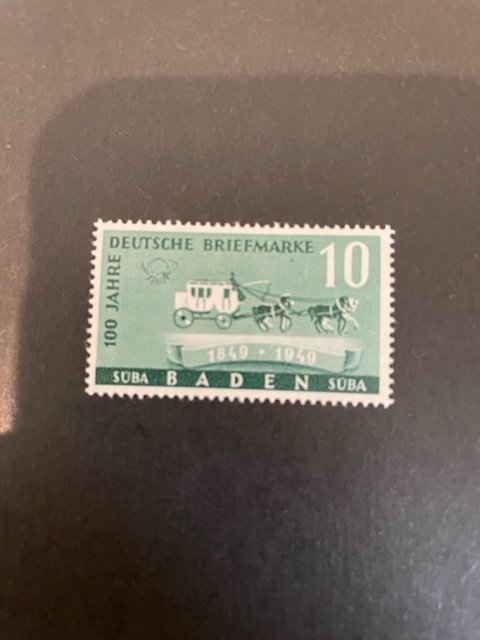 100 JAHRE
DEUTSCHE BRIEFMARKE
10
1849 · 1949
SÜBA BADEN SÜBA